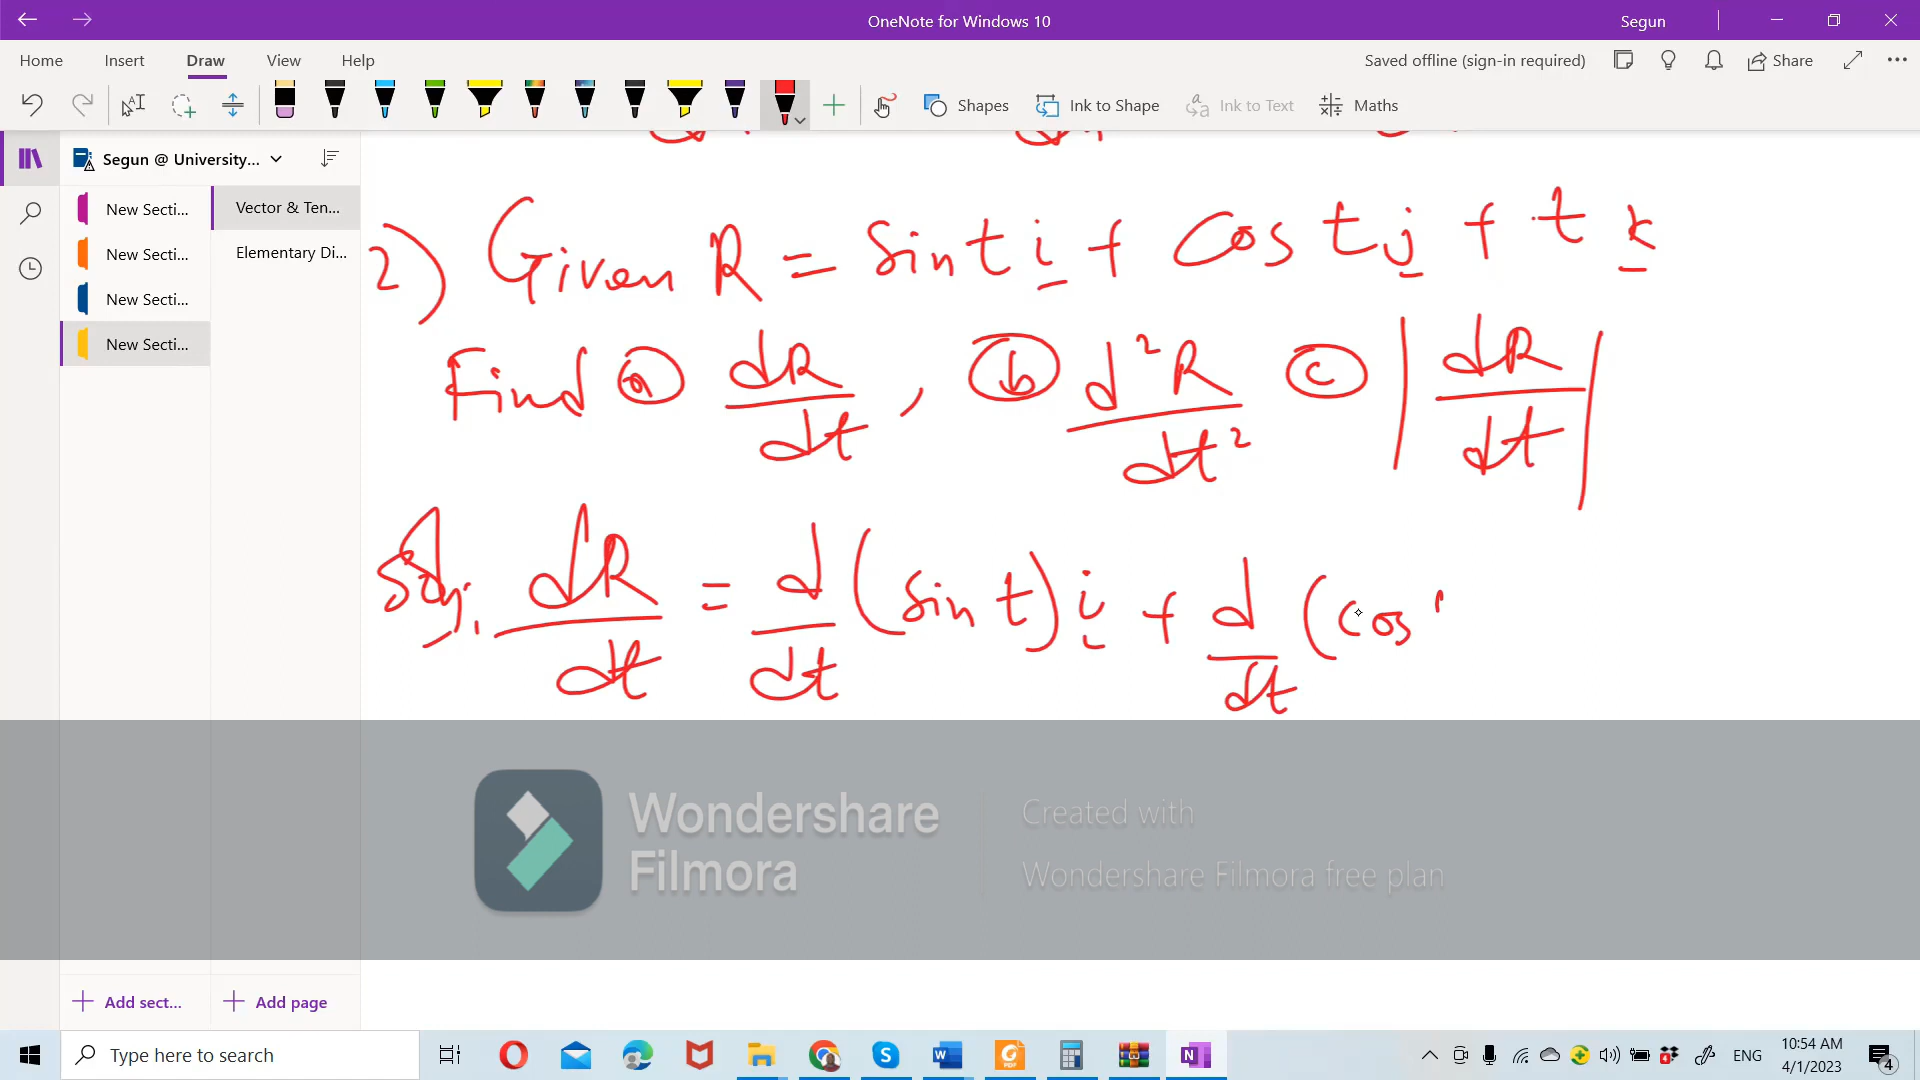 OneNote for Windows 10
Segun
Home Insert Draw View Help
Saved offline (sign-in required) Share
Shapes Ink to Shape Ink to Text Maths
Segun @ University...
New Secti...
New Secti...
New Secti...
New Secti...
Vector & Ten...
Elementary Di...
2) Given R = Sin t i + Cos t j + t k
Find (a) dR/dt , (b) d²R/dt² (c) |dR/dt|
Soln. dR/dt = d/dt (sin t) i + d/dt (cos
Wondershare
Filmora
Created with
Wondershare Filmora free plan
Add sect... Add page
Type here to search
ENG
10:54 AM
4/1/2023
4